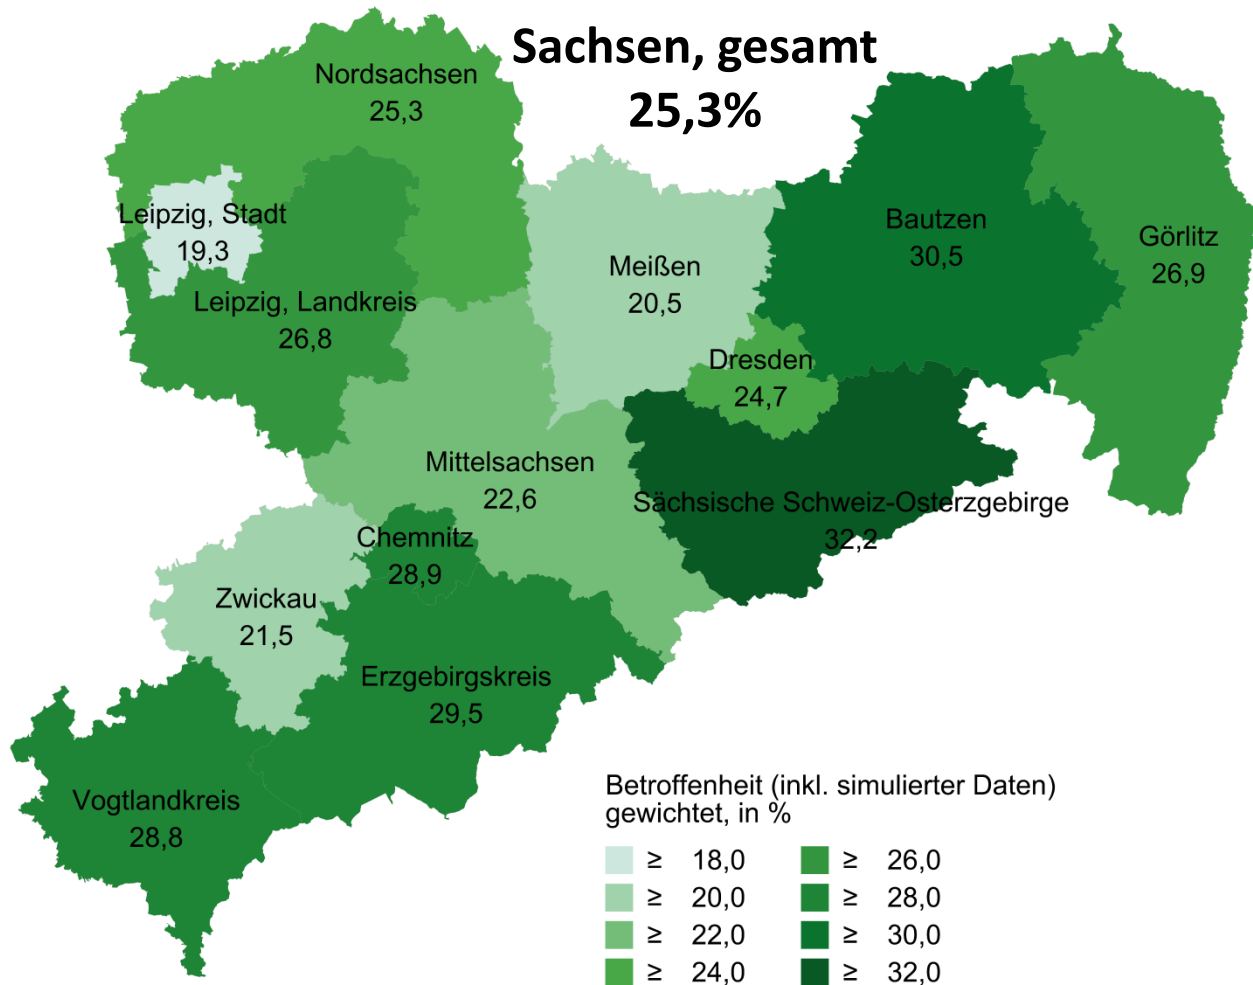 Sachsen, gesamt
25,3%
Nordsachsen
25,3
Leipzig, Stadt
19,3
Leipzig, Landkreis
26,8
Meißen
20,5
Bautzen
30,5
Görlitz
26,9
Dresden
24,7
Mittelsachsen
22,6
Sächsische Schweiz-Osterzgebirge
32,2
Chemnitz
28,9
Zwickau
21,5
Erzgebirgskreis
29,5
Vogtlandkreis
28,8
Betroffenheit (inkl. simulierter Daten)
gewichtet, in %
≥ 18,0
≥ 20,0
≥ 22,0
≥ 24,0
≥ 26,0
≥ 28,0
≥ 30,0
≥ 32,0